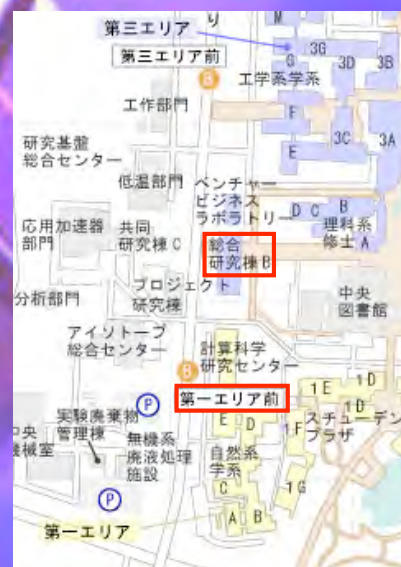 り
M
第三エリア
3G
第三エリア前
G
3D
3B
B
工学系学系
工作部門
F
3C
3A
研究基盤
総合センター
E
低温部門
ベンチャー
ビジネス
ラボラトリー
D C B
理科系
修士 A
応用加速器
部門
共同
研究棟 C
総合
研究棟 B
分析部門
プロジェクト
研究棟
中央
図書館
アイソトープ
総合センター
計算科学
研究センター
B
第一エリア前
P
1E
1D
1D
実験廃棄物
管理棟
E
D
1F
スチューデン
プラザ
中央
機械室
無機系
廃液処理
施設
自然系
学系
C
1G
P
A B
第一エリア